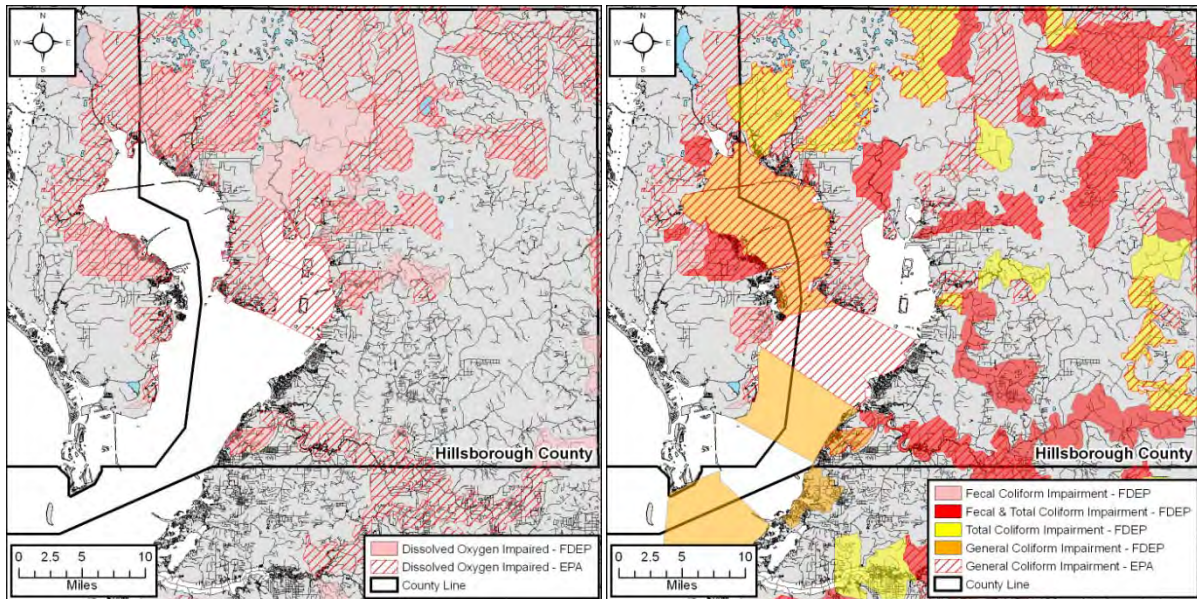 N
W E
S
Hillsborough County
0 2.5 5 10
Miles
Dissolved Oxygen Impaired - FDEP
Dissolved Oxygen Impaired - EPA
County Line
N
W E
S
Hillsborough County
0 2.5 5 10
Miles
Fecal Coliform Impairment - FDEP
Fecal & Total Coliform Impairment - FDEP
Total Coliform Impairment - FDEP
General Coliform Impairment - FDEP
General Coliform Impairment - EPA
County Line